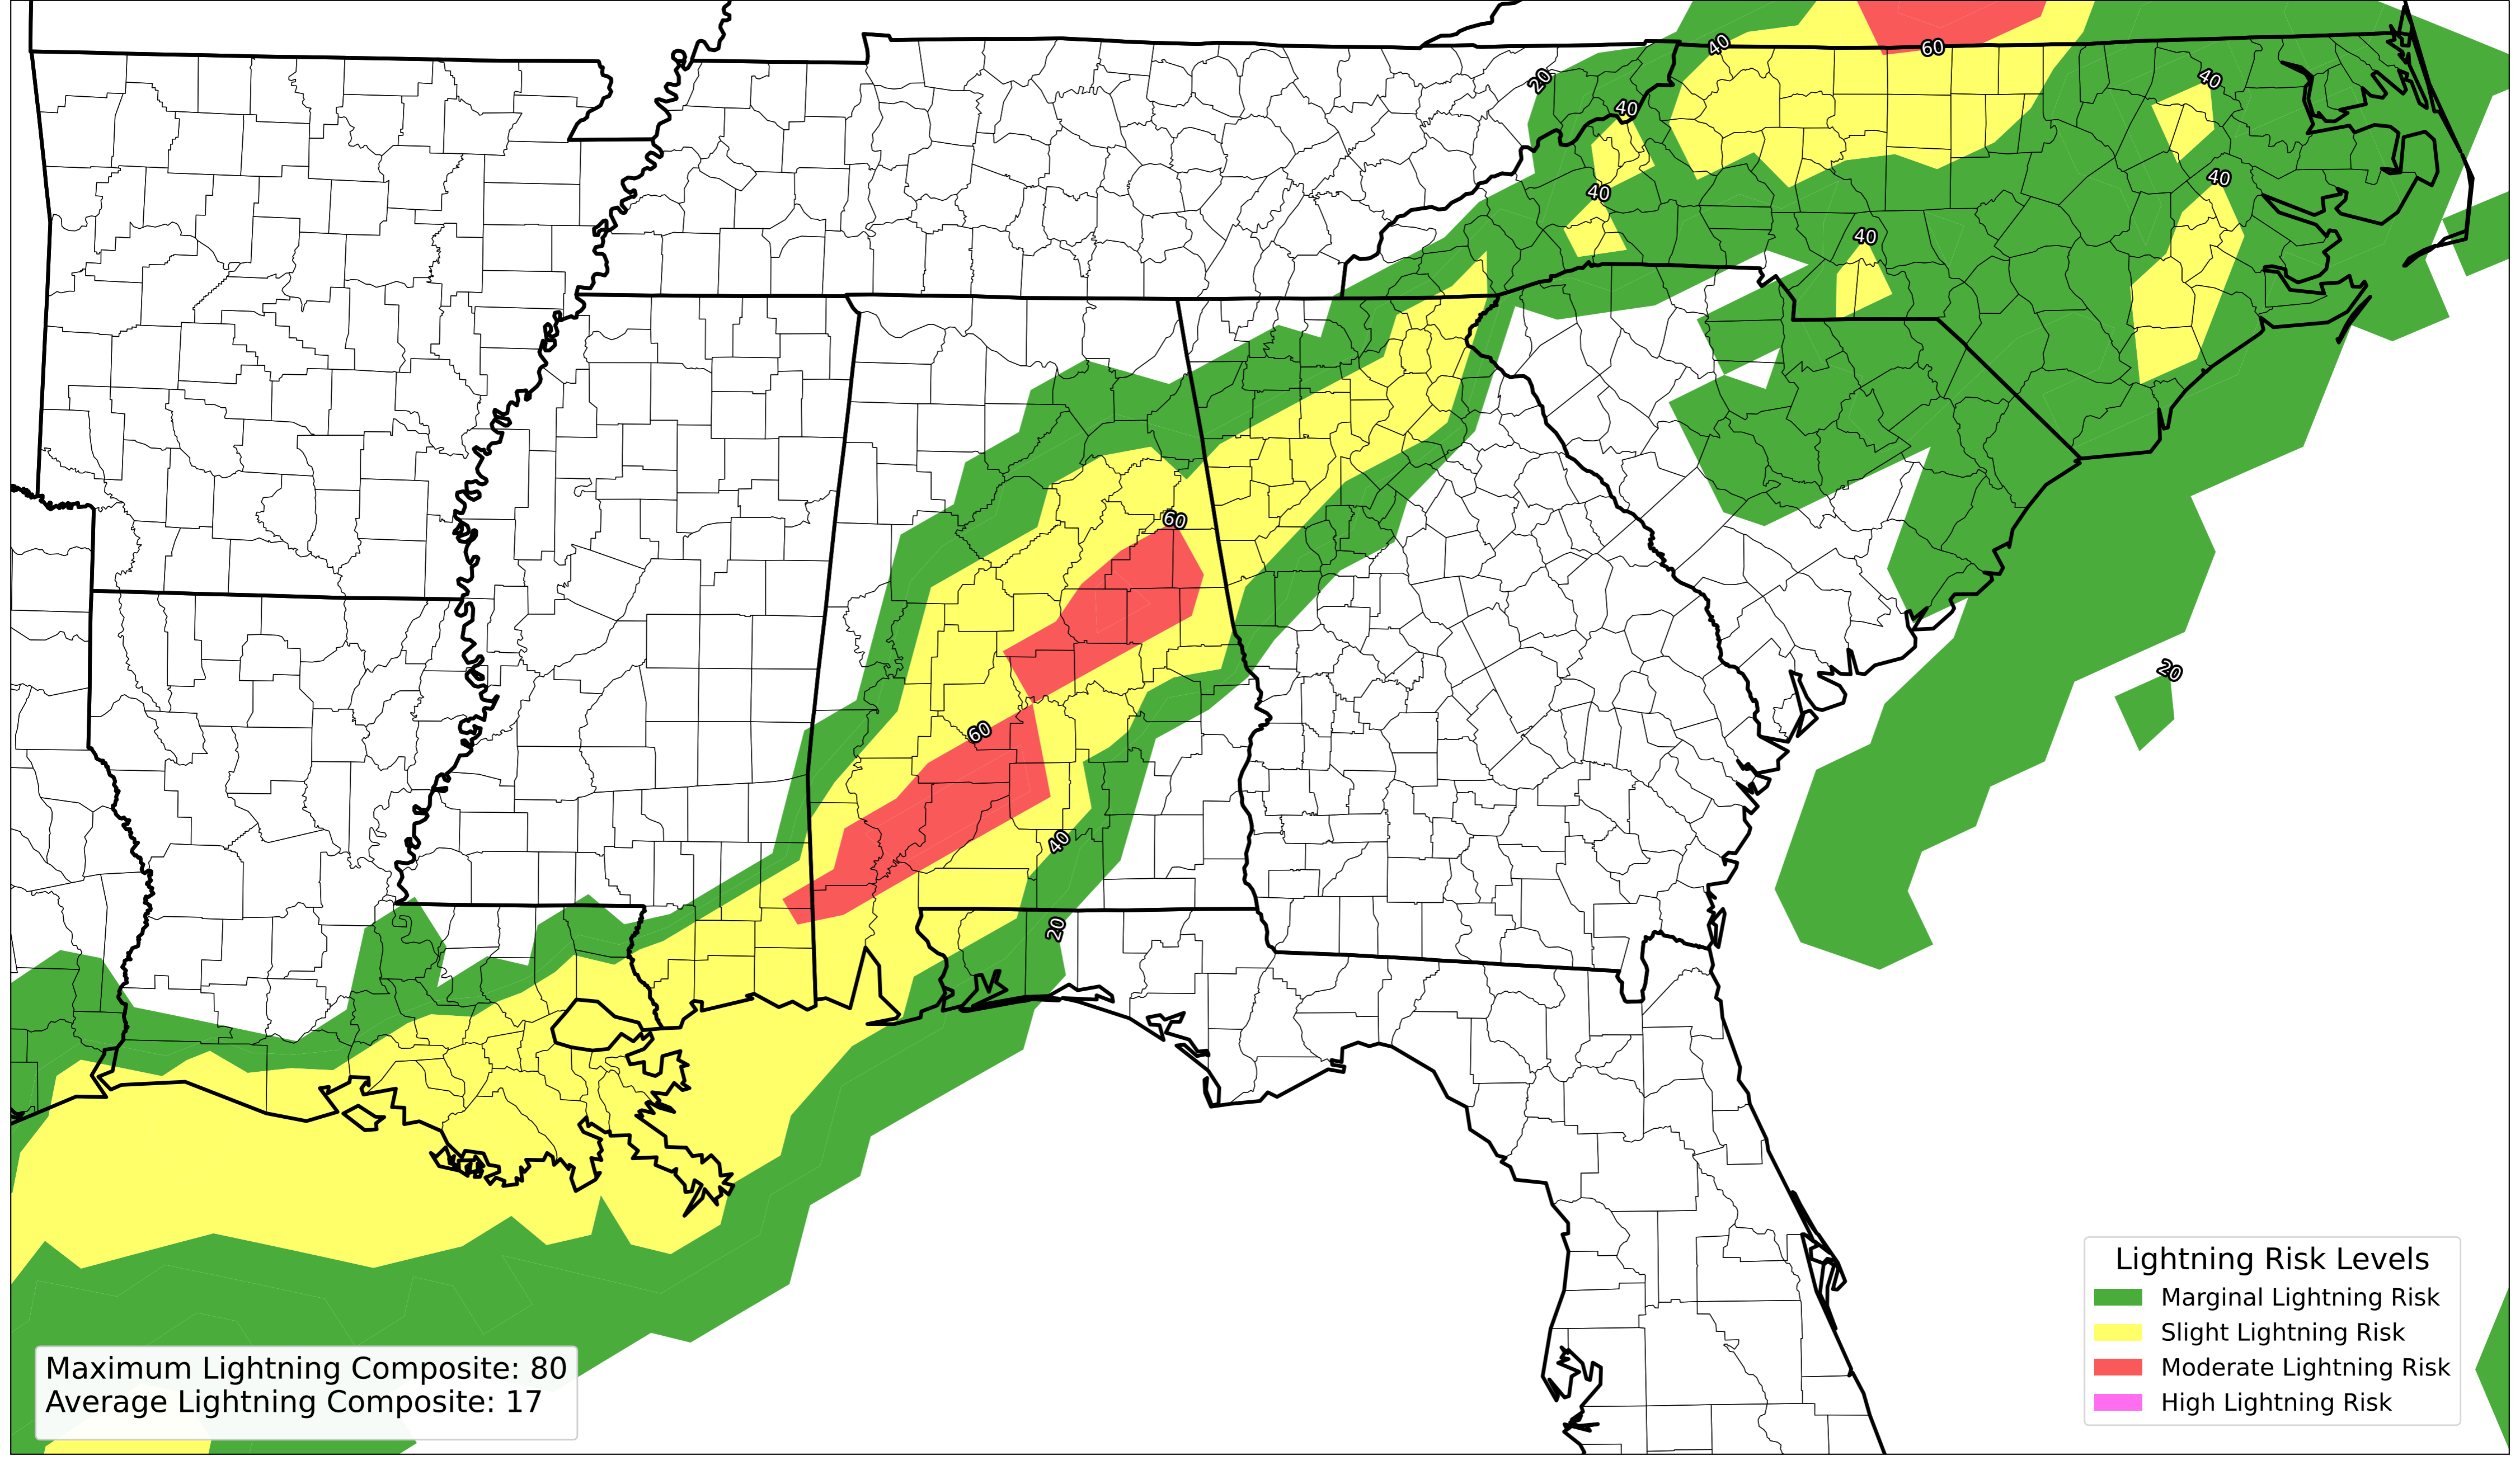 40
60
20
40
40
40
40
40
60
20
60
40
20
Lightning Risk Levels
Marginal Lightning Risk
Slight Lightning Risk
Moderate Lightning Risk
High Lightning Risk
Maximum Lightning Composite: 80
Average Lightning Composite: 17